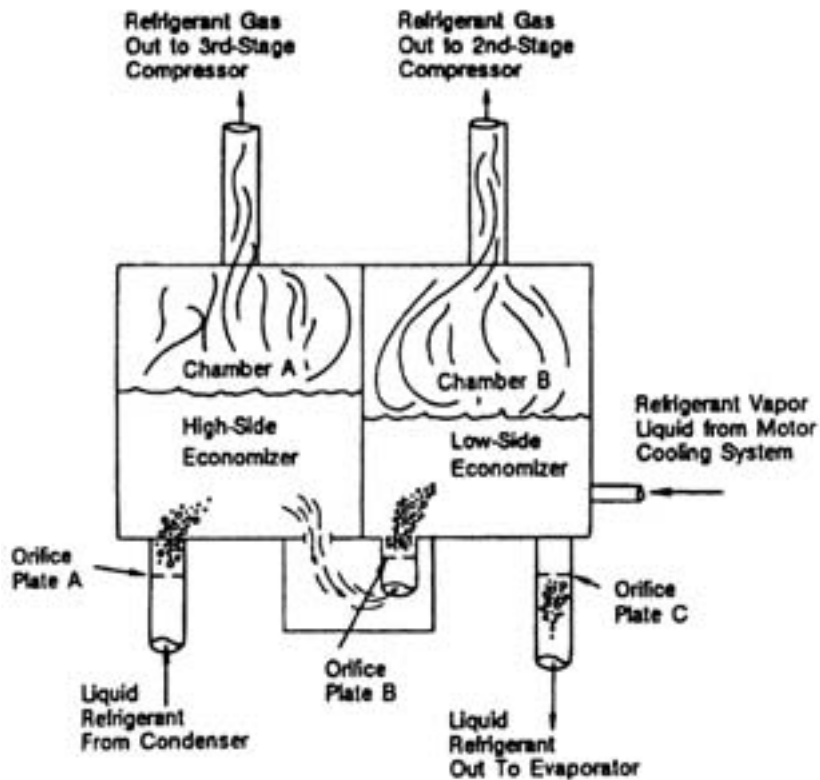 Refrigerant Gas
Out to 3rd-Stage
Compressor
Refrigerant Gas
Out to 2nd-Stage
Compressor
Chamber A
Chamber B
High-Side
Economizer
Low-Side
Economizer
Refrigerant Vapor
Liquid from Motor
Cooling System
Orifice
Plate A
Orifice
Plate B
Orifice
Plate C
Liquid
Refrigerant
From Condenser
Liquid
Refrigerant
Out To Evaporator